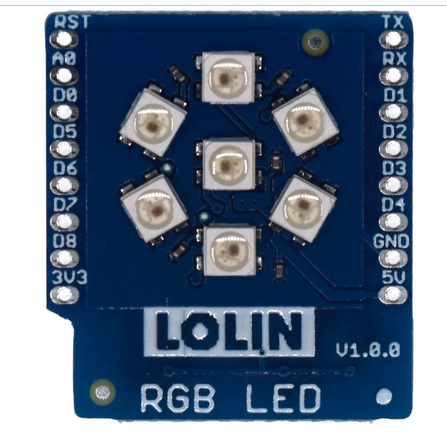 RST TX
A0 RX
D0 D1
D5 D2
D6 D3
D7 D4
D8 GND
3V3 5V
LOLIN
V1.0.0
RGB LED